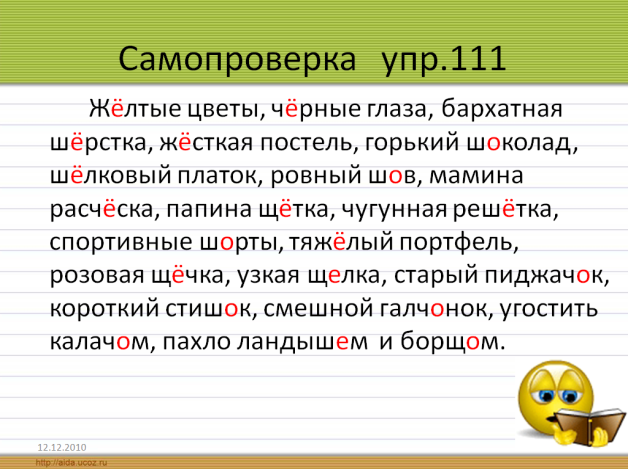 Самопроверка упр.111
Жёлтые цветы, чёрные глаза, бархатная
шёрстка, жёсткая постель, горький шоколад,
шёлковый платок, ровный шов, мамина
расчёска, папина щётка, чугунная решётка,
спортивные шорты, тяжёлый портфель,
розовая щёчка, узкая щелка, старый пиджачок,
короткий стишок, смешной галчонок, угостить
калачом, пахло ландышем и борщом.
12.12.2010
http://aida.ucoz.ru